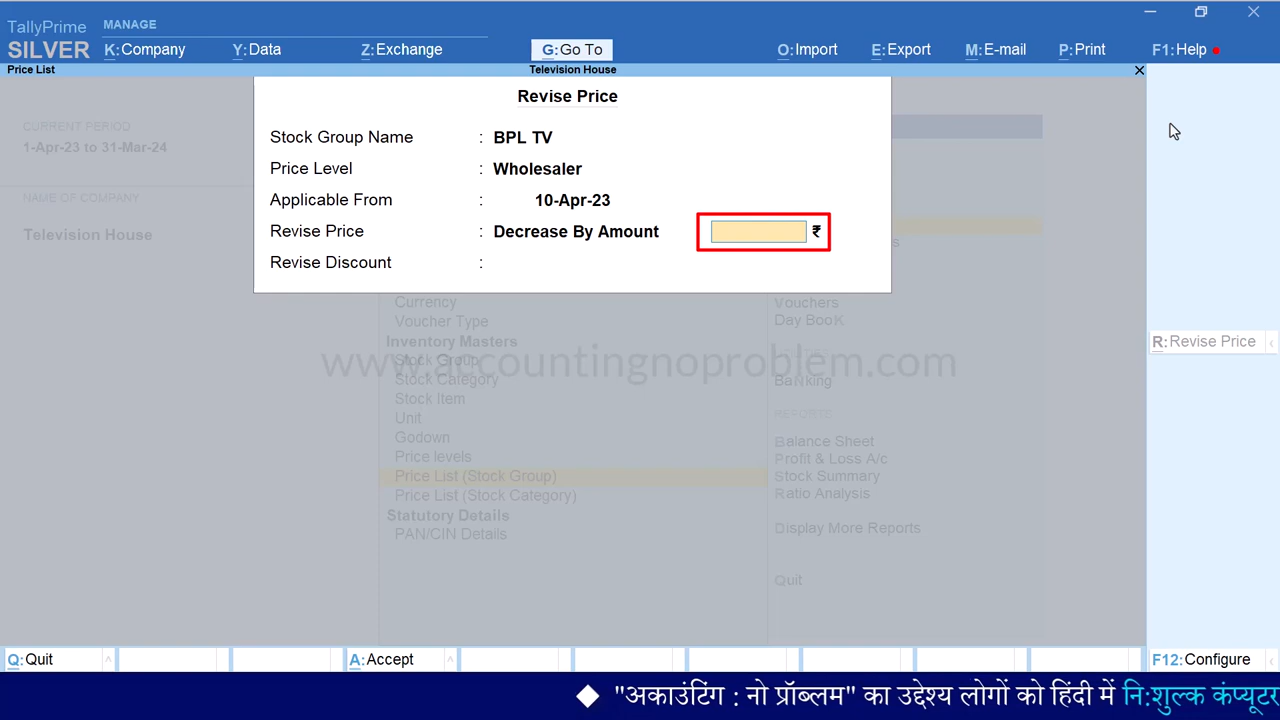 TallyPrime
MANAGE
SILVER
K:Company
Y:Data
Z:Exchange
G:Go To
O:Import
E:Export
M:E-mail
P:Print
F1:Help
Price List
Television House
Revise Price
CURRENT PERIOD
1-Apr-23 to 31-Mar-24
NAME OF COMPANY
Television House
Stock Group Name : BPL TV
Price Level : Wholesaler
Applicable From : 10-Apr-23
Revise Price : Decrease By Amount ₹
Revise Discount :
Currency
Voucher Type
Inventory Masters
Stock Group
Stock Category
Stock Item
Unit
Godown
Price levels
Price List (Stock Group)
Price List (Stock Category)
Statutory Details
PAN/CIN Details
Vouchers
Day BooK
BaNking
REPORTS
Balance Sheet
Profit & Loss A/c
Stock Summary
Ratio Analysis
Display More Reports
Quit
www.accountingnoproblem.com
R:Revise Price
Q:Quit
A:Accept
F12:Configure
"अकाउंटिंग : नो प्रॉब्लम" का उद्देश्य लोगों को हिंदी में नि:शुल्क कंप्यूटर